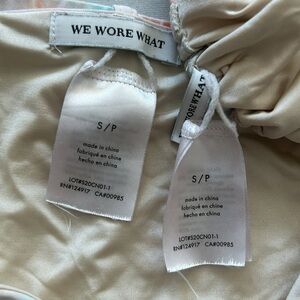 WE WORE WHAT
S/P
made in china
fabriqué en chine
hecho en china
LOT#S20CN01-1
RN#124917 CA#00985
WE WORE WHAT
S/P
made in china
fabriqué en chine
hecho en china
LOT#S20CN01-1
RN#124917 CA#00985